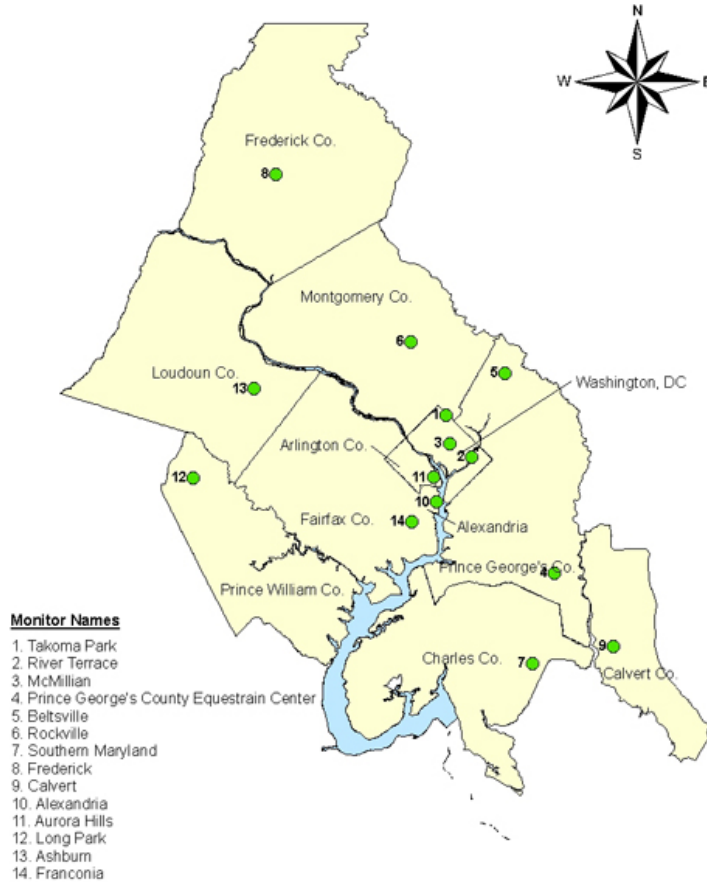 N
W
E
S
Frederick Co.
8
Montgomery Co.
6
Loudoun Co.
13
5
Washington, DC
1
3
2
Arlington Co.
11
12
10
Fairfax Co.
14
Alexandria
Prince George's Co.
4
Prince William Co.
9
Charles Co.
7
Calvert Co.
Monitor Names
1. Takoma Park
2. River Terrace
3. McMillian
4. Prince George's County Equestrain Center
5. Beltsville
6. Rockville
7. Southern Maryland
8. Frederick
9. Calvert
10. Alexandria
11. Aurora Hills
12. Long Park
13. Ashburn
14. Franconia